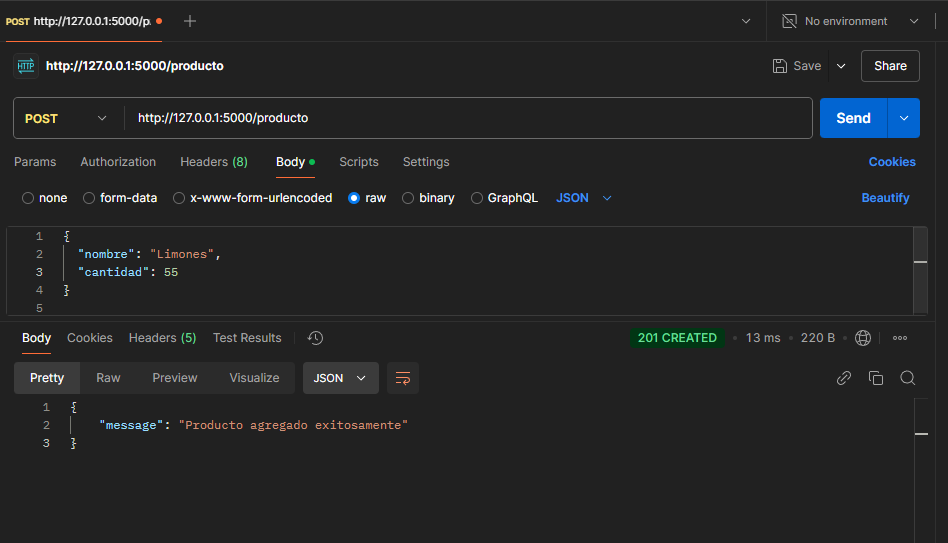 POST http://127.0.0.1:5000/p
No environment
HTTP http://127.0.0.1:5000/producto
Save Share
POST http://127.0.0.1:5000/producto Send
Params Authorization Headers (8) Body Scripts Settings Cookies
none form-data x-www-form-urlencoded raw binary GraphQL JSON Beautify
1 {
2 "nombre": "Limones",
3 "cantidad": 55
4 }
5
Body Cookies Headers (5) Test Results 201 CREATED 13 ms 220 B
Pretty Raw Preview Visualize JSON
1 {
2 "message": "Producto agregado exitosamente"
3 }